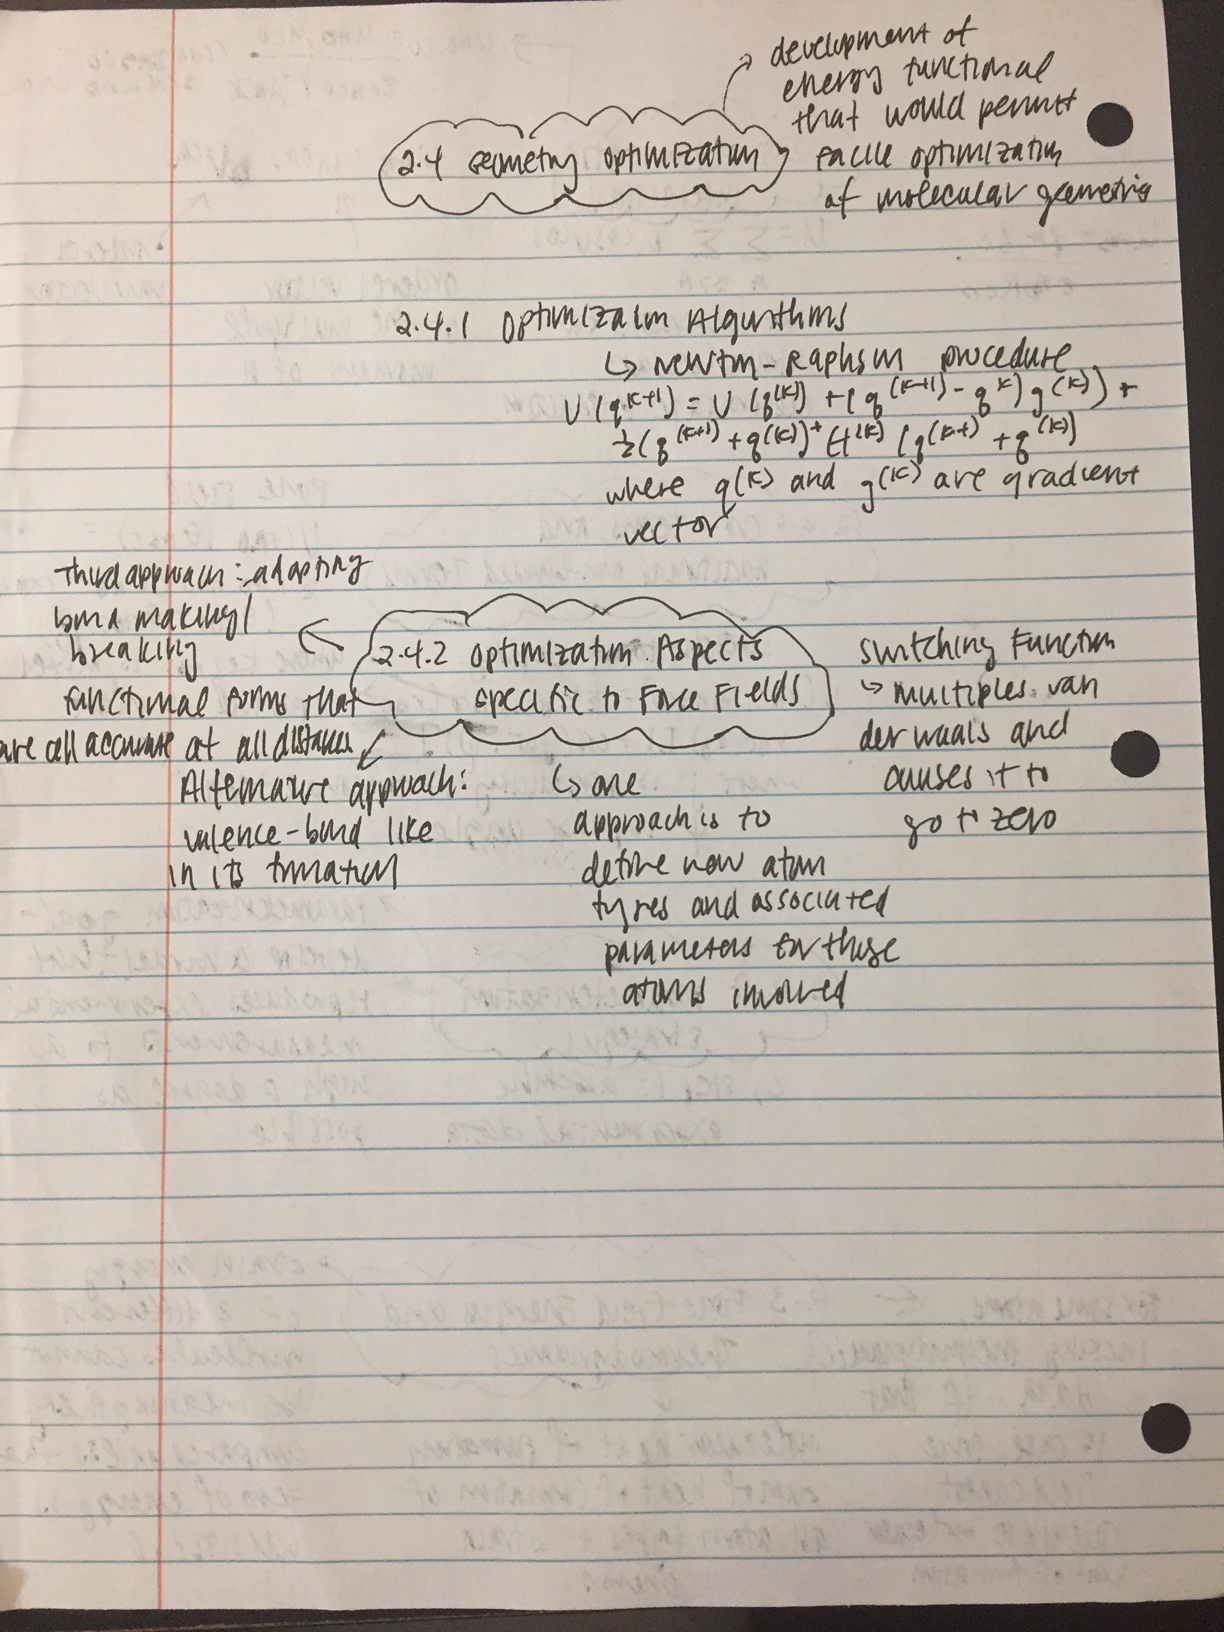 development of
energy functional
that would permit
2.4 Geometry Optimization
facile optimization
of molecular geometries
2.4.1 Optimization Algorithms
↳ Newton-Raphson procedure
U (q^(k+1) = U (q^(k)) + (q^(k+1) - q^k) g^(k)) +
1/2 (q^(k+1) + q^(k))^+ H^(k) (q^(k+1) + q^(k))
where q^(k) and g^(k) are gradient
vector
Third approach: adapting
bond making/
breaking
functional forms that
are all accurate at all distances
2.4.2 Optimization Aspects
specific to Force Fields
switching function
↳ multiples van
der waals and
causes it to
go to zero
Alternative approach:
valence-bond like
in its formation
↳ one
approach is to
define new atom
types and associated
parameters for those
atoms involved